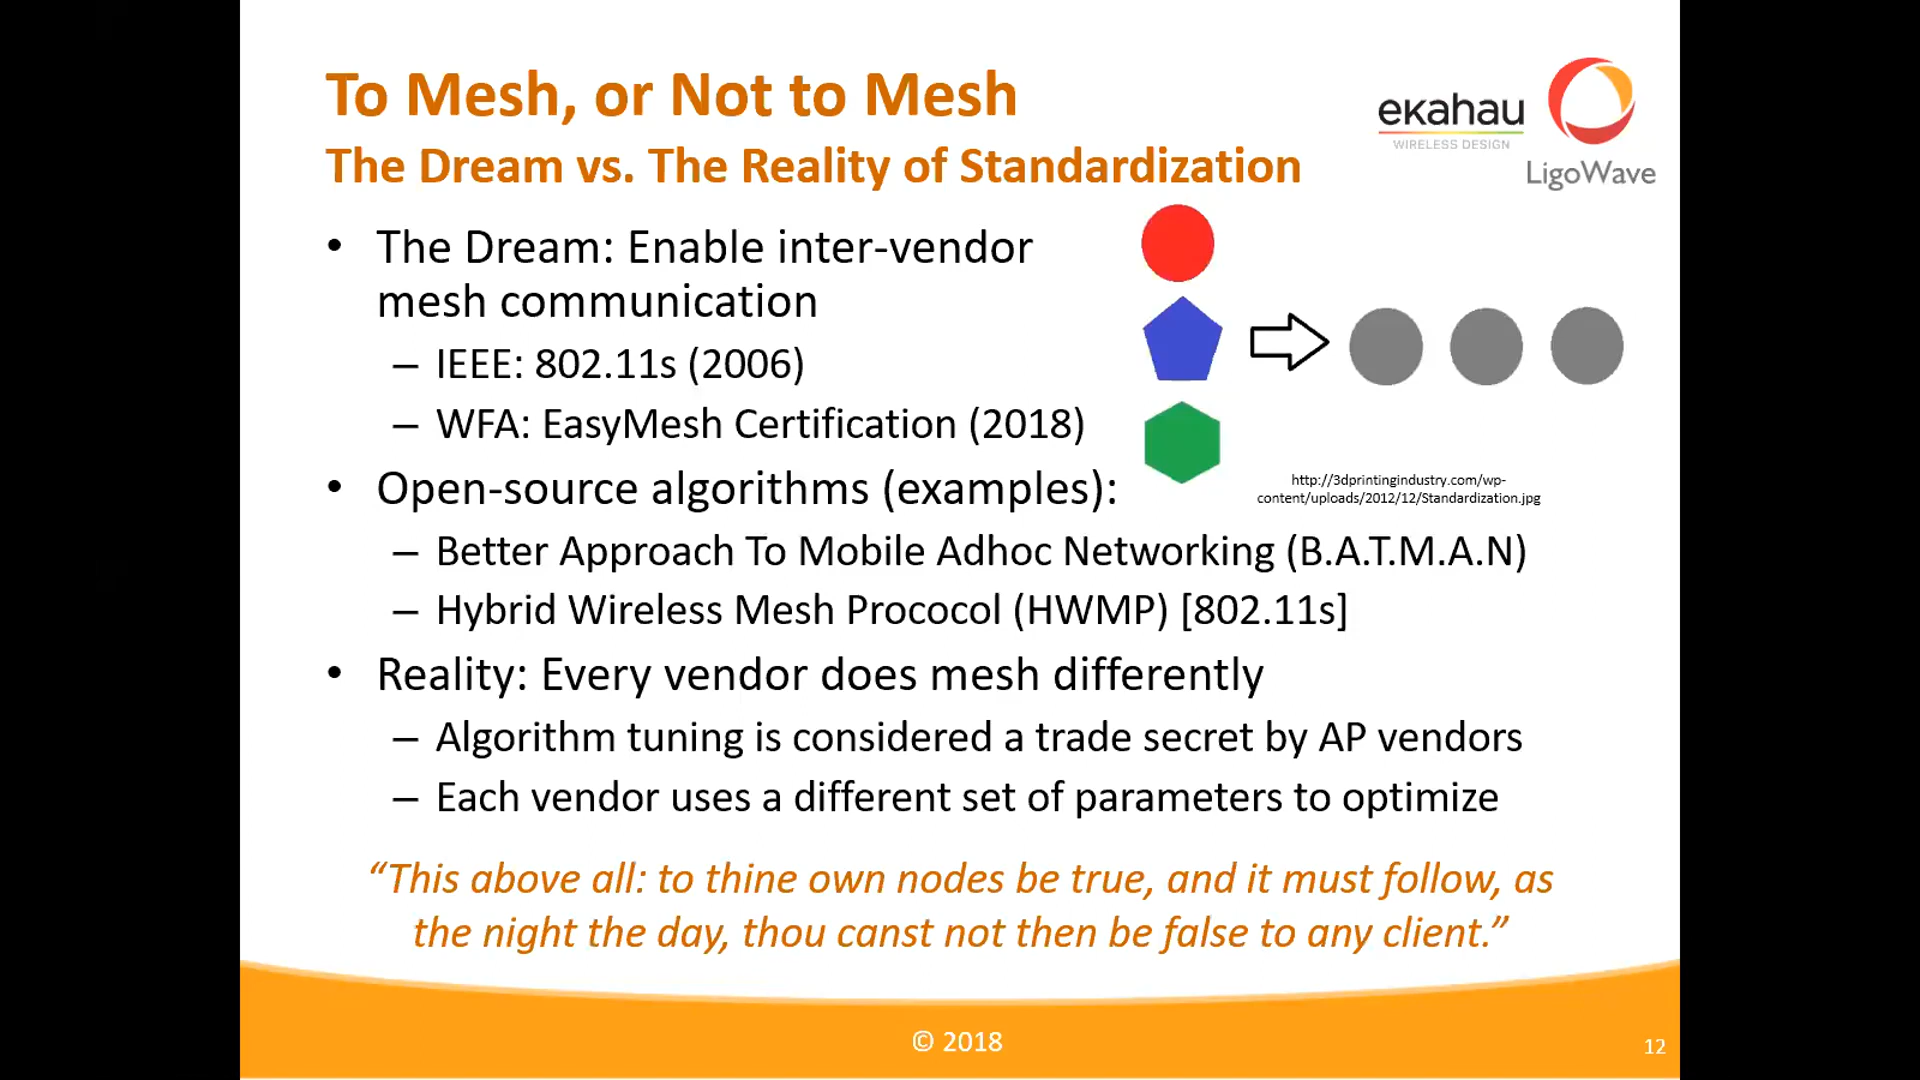 To Mesh, or Not to Mesh
The Dream vs. The Reality of Standardization
ekahau
WIRELESS DESIGN
LigoWave
• The Dream: Enable inter-vendor
mesh communication
– IEEE: 802.11s (2006)
– WFA: EasyMesh Certification (2018)
• Open-source algorithms (examples):
http://3dprintingindustry.com/wp-
content/uploads/2012/12/Standardization.jpg
– Better Approach To Mobile Adhoc Networking (B.A.T.M.A.N)
– Hybrid Wireless Mesh Prococol (HWMP) [802.11s]
• Reality: Every vendor does mesh differently
– Algorithm tuning is considered a trade secret by AP vendors
– Each vendor uses a different set of parameters to optimize
“This above all: to thine own nodes be true, and it must follow, as
the night the day, thou canst not then be false to any client.”
© 2018
12